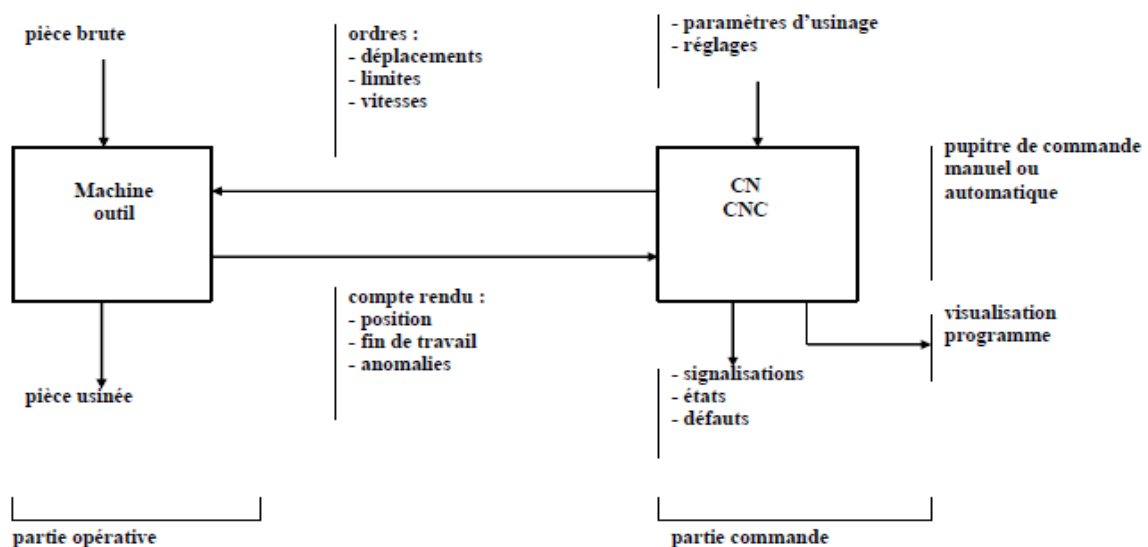 pièce brute
ordres :
- déplacements
- limites
- vitesses
- paramètres d'usinage
- réglages
Machine
outil
CN
CNC
pupitre de commande
manuel ou
automatique
compte rendu :
- position
- fin de travail
- anomalies
visualisation
programme
pièce usinée
- signalisations
- états
- défauts
partie opérative
partie commande